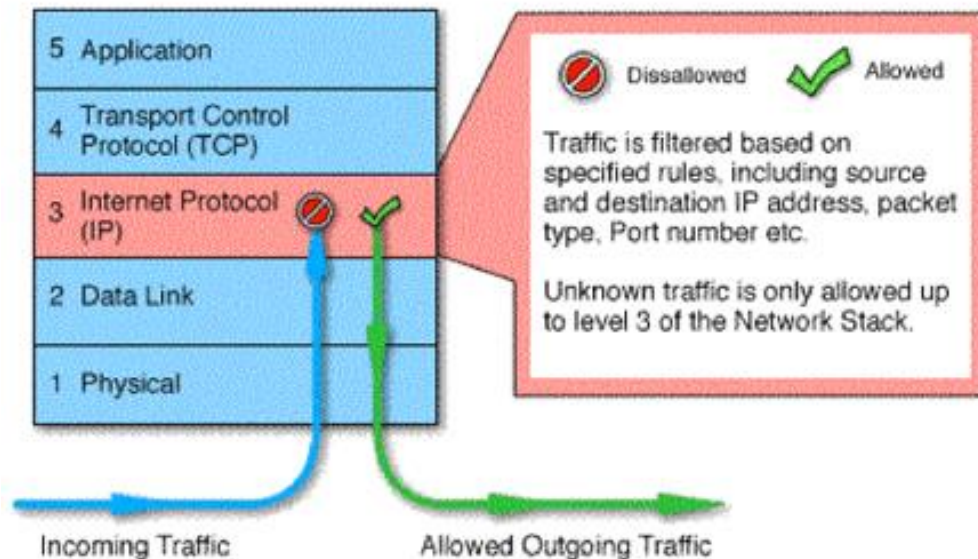 5 Application
4 Transport Control
Protocol (TCP)
3 Internet Protocol
(IP)
2 Data Link
1 Physical
Incoming Traffic
Allowed Outgoing Traffic
Dissallowed
Allowed
Traffic is filtered based on
specified rules, including source
and destination IP address, packet
type, Port number etc.
Unknown traffic is only allowed up
to level 3 of the Network Stack.